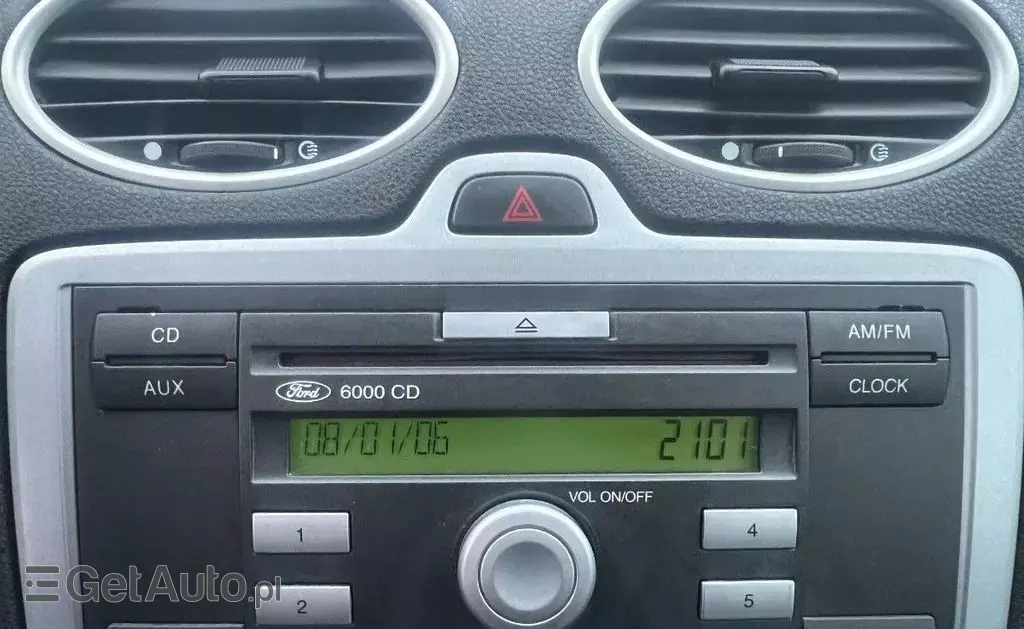 CD
AM/FM
AUX
CLOCK
Ford 6000 CD
08/01/06 2101
VOL ON/OFF
1
4
2
5
GetAuto.pl